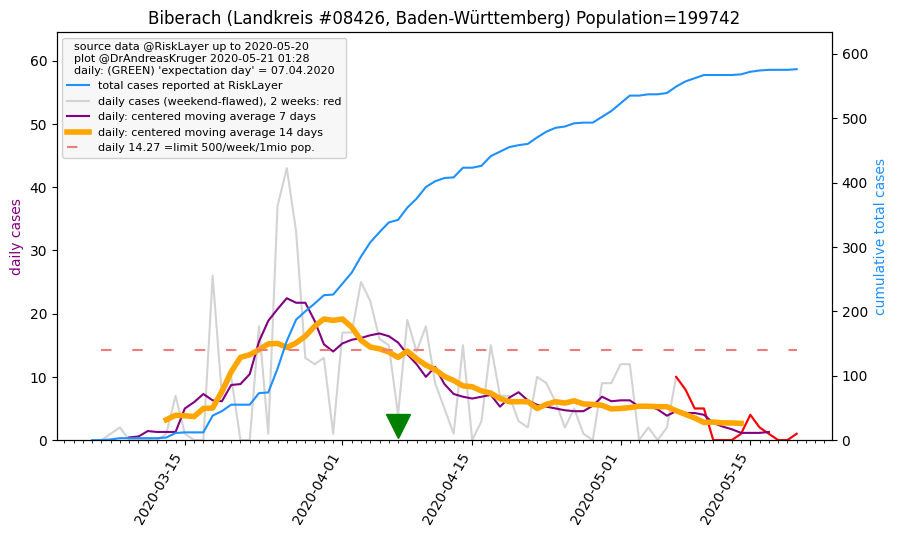 Biberach (Landkreis #08426, Baden-Württemberg) Population=199742
source data @RiskLayer up to 2020-05-20
plot @DrAndreasKruger 2020-05-21 01:28
daily: (GREEN) 'expectation day' = 07.04.2020
total cases reported at RiskLayer
daily cases (weekend-flawed), 2 weeks: red
daily: centered moving average 7 days
daily: centered moving average 14 days
daily 14.27 =limit 500/week/1mio pop.
daily cases
60
50
40
30
20
10
0
600
500
400
300
200
100
0
cumulative total cases
2020-03-15
2020-04-01
2020-04-15
2020-05-01
2020-05-15